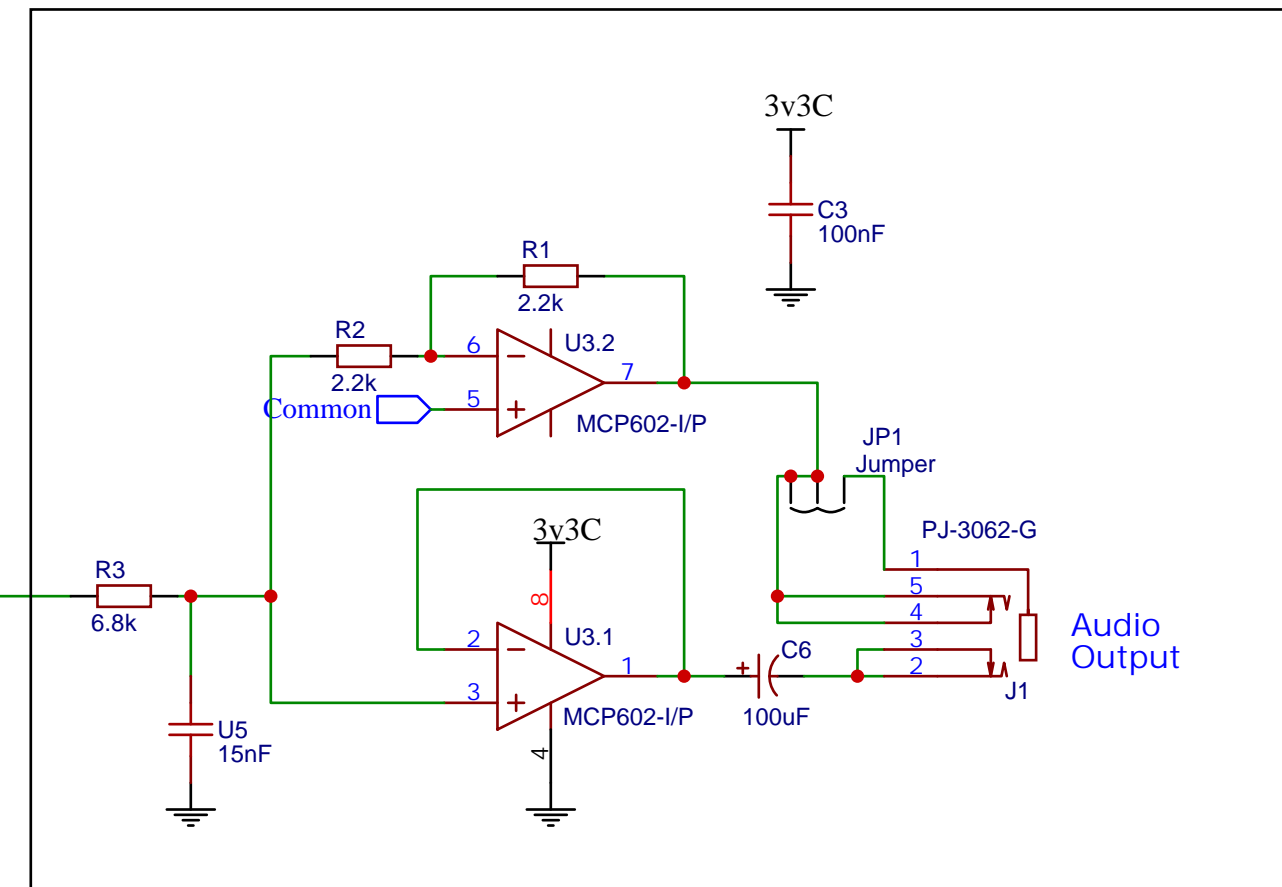 3v3C
C3
100nF
R1
2.2k
R2
2.2k
6
5
7
U3.2
Common
MCP602-I/P
JP1
Jumper
PJ-3062-G
1
5
4
3
2
J1
Audio
Output
3v3C
8
R3
6.8k
2
3
1
U3.1
4
MCP602-I/P
C6
100uF
U5
15nF